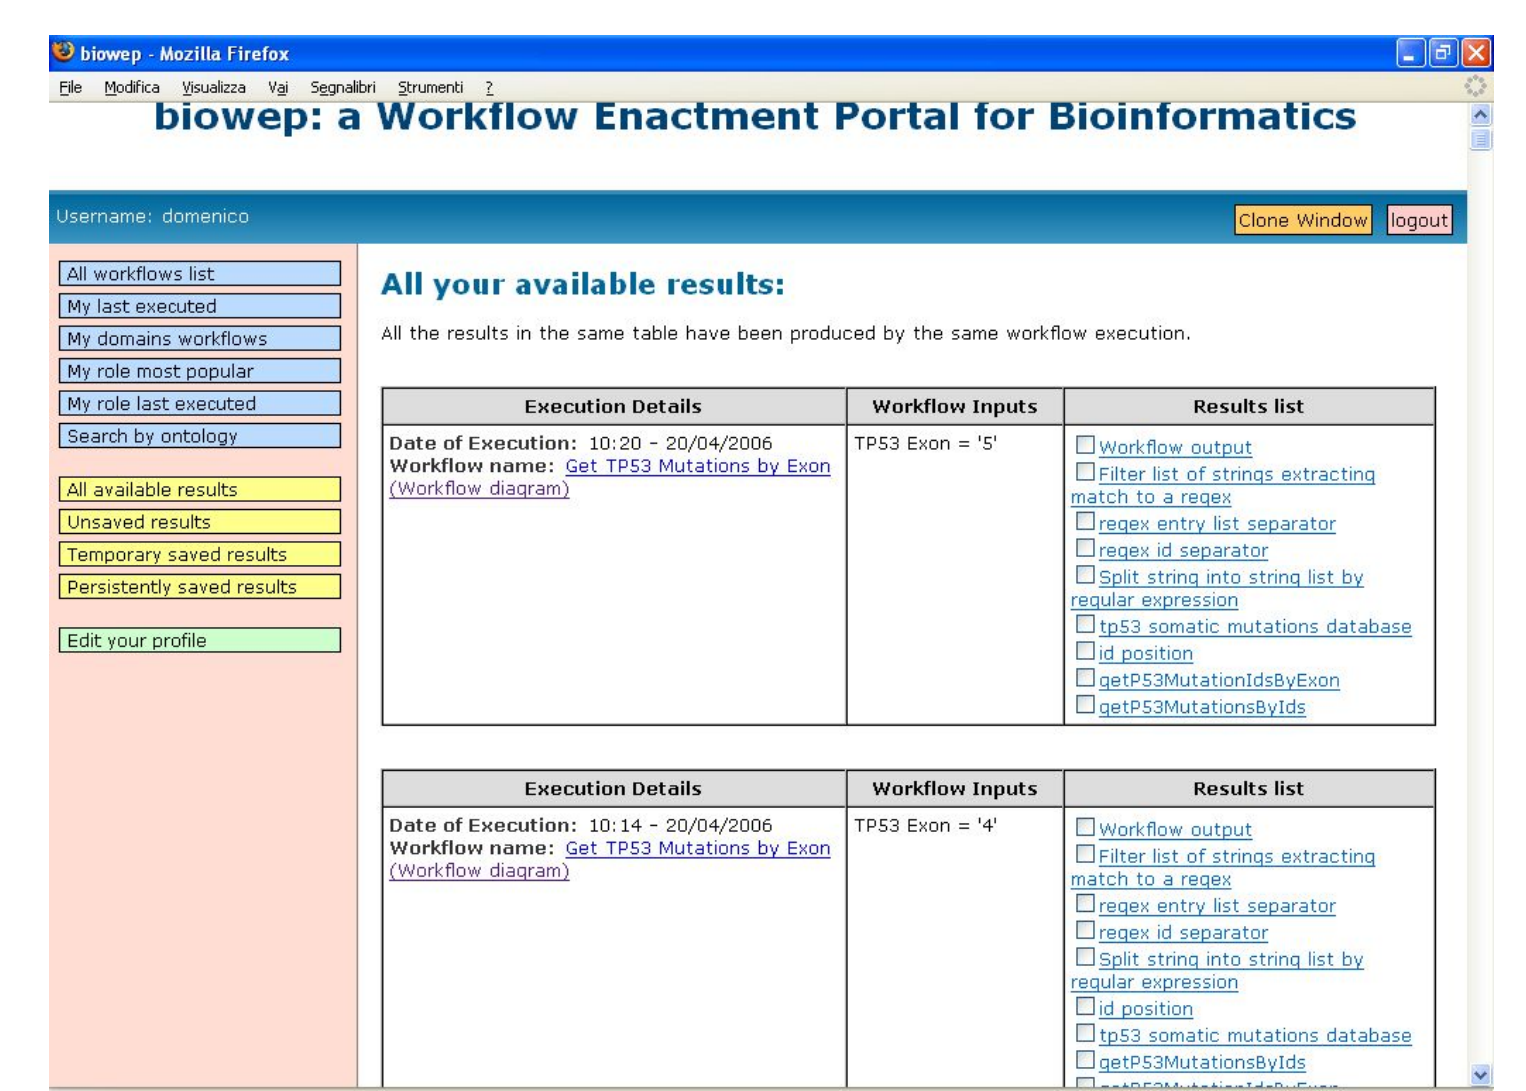 biowep - Mozilla Firefox
File Modifica Visualizza Vai Segnalibri Strumenti ?
biowep: a Workflow Enactment Portal for Bioinformatics
Username: domenico
Clone Window logout
All workflows list
My last executed
My domains workflows
My role most popular
My role last executed
Search by ontology
All available results
Unsaved results
Temporary saved results
Persistently saved results
Edit your profile
All your available results:
All the results in the same table have been produced by the same workflow execution.
Execution Details Workflow Inputs Results list
Date of Execution: 10:20 - 20/04/2006
Workflow name: Get TP53 Mutations by Exon
(Workflow diagram)
TP53 Exon = '5'
Workflow output
Filter list of strings extracting
match to a regex
regex entry list separator
regex id separator
Split string into string list by
regular expression
tp53 somatic mutations database
id position
getP53MutationIdsByExon
getP53MutationsByIds
Execution Details Workflow Inputs Results list
Date of Execution: 10:14 - 20/04/2006
Workflow name: Get TP53 Mutations by Exon
(Workflow diagram)
TP53 Exon = '4'
Workflow output
Filter list of strings extracting
match to a regex
regex entry list separator
regex id separator
Split string into string list by
regular expression
id position
tp53 somatic mutations database
getP53MutationsByIds
getP53MutationIdsByExon